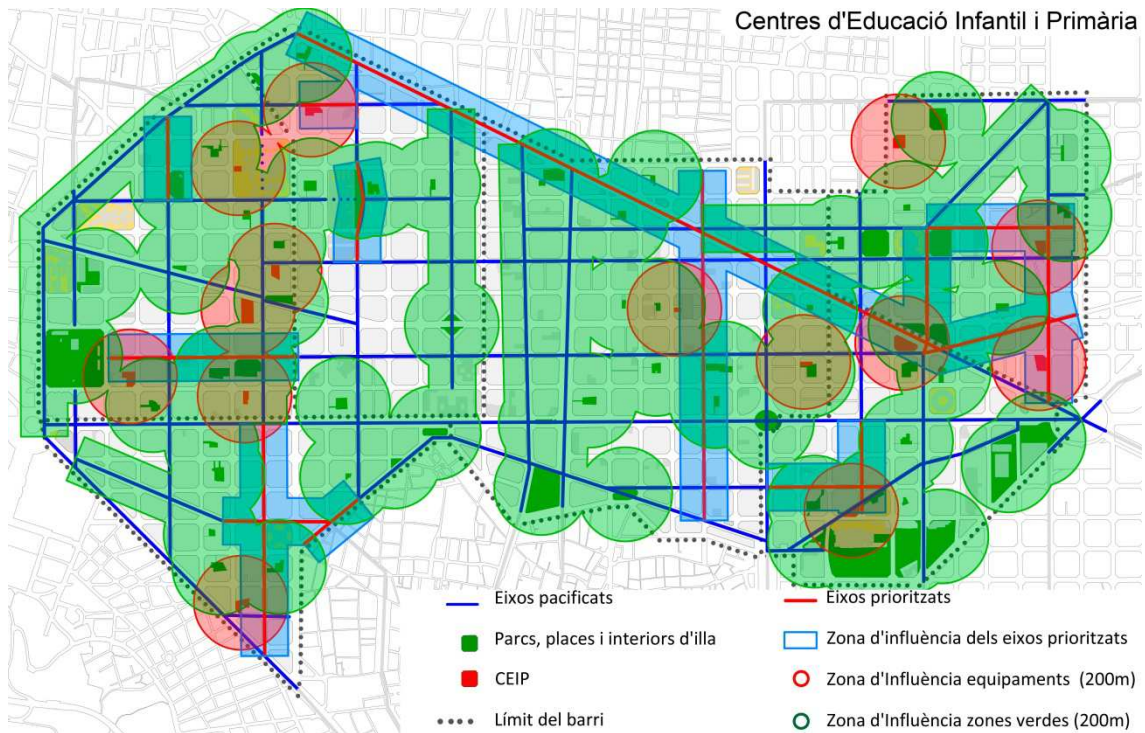 Centres d'Educació Infantil i Primària
Eixos pacificats
Eixos prioritzats
Parcs, places i interiors d'illa
Zona d'influència dels eixos prioritzats
CEIP
Zona d'Influència equipaments (200m)
Límit del barri
Zona d'Influència zones verdes (200m)